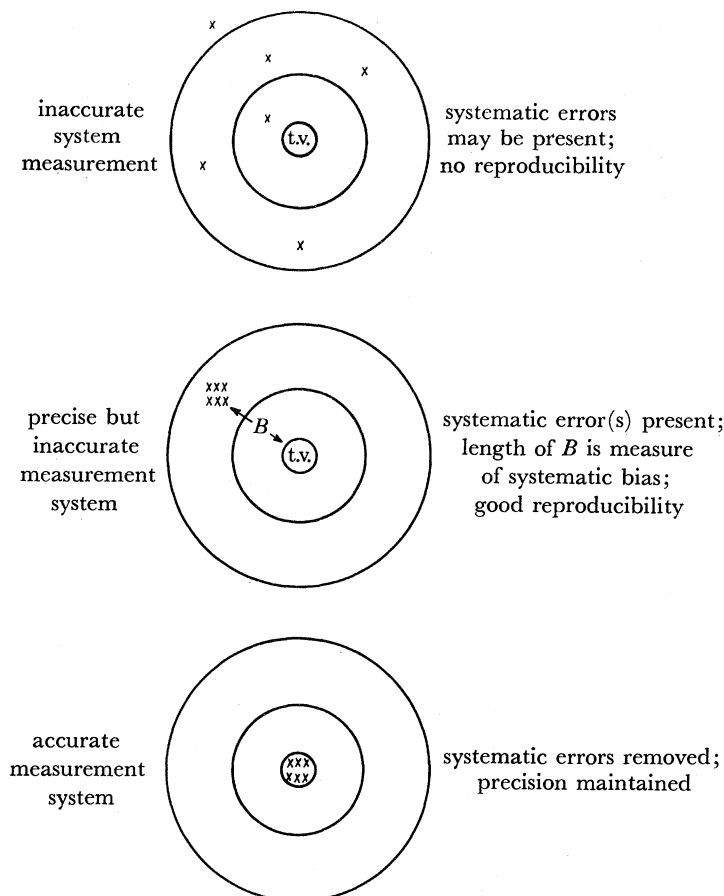 inaccurate
system
measurement
x
x
x
x
t.v.
x
x
systematic errors
may be present;
no reproducibility
precise but
inaccurate
measurement
system
xxx
xxx
B
t.v.
systematic error(s) present;
length of B is measure
of systematic bias;
good reproducibility
accurate
measurement
system
xxx
xxx
systematic errors removed;
precision maintained